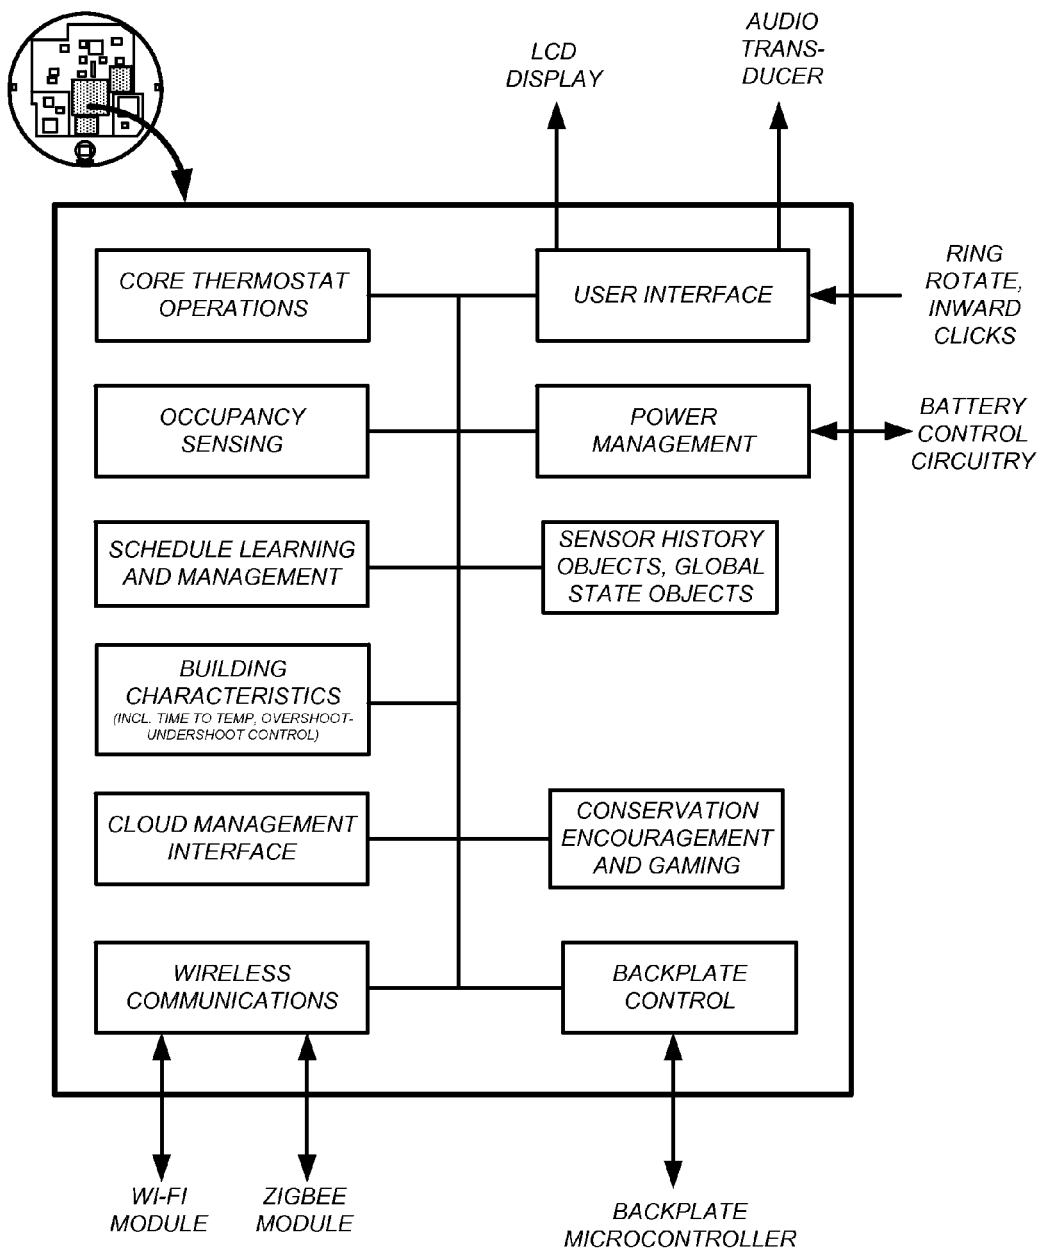 LCD
DISPLAY
AUDIO
TRANS-
DUCER
CORE THERMOSTAT
OPERATIONS
USER INTERFACE
RING
ROTATE,
INWARD
CLICKS
OCCUPANCY
SENSING
POWER
MANAGEMENT
BATTERY
CONTROL
CIRCUITRY
SCHEDULE LEARNING
AND MANAGEMENT
SENSOR HISTORY
OBJECTS, GLOBAL
STATE OBJECTS
BUILDING
CHARACTERISTICS
(INCL. TIME TO TEMP, OVERSHOOT-
UNDERSHOOT CONTROL)
CLOUD MANAGEMENT
INTERFACE
CONSERVATION
ENCOURAGEMENT
AND GAMING
WIRELESS
COMMUNICATIONS
BACKPLATE
CONTROL
WI-FI
MODULE
ZIGBEE
MODULE
BACKPLATE
MICROCONTROLLER